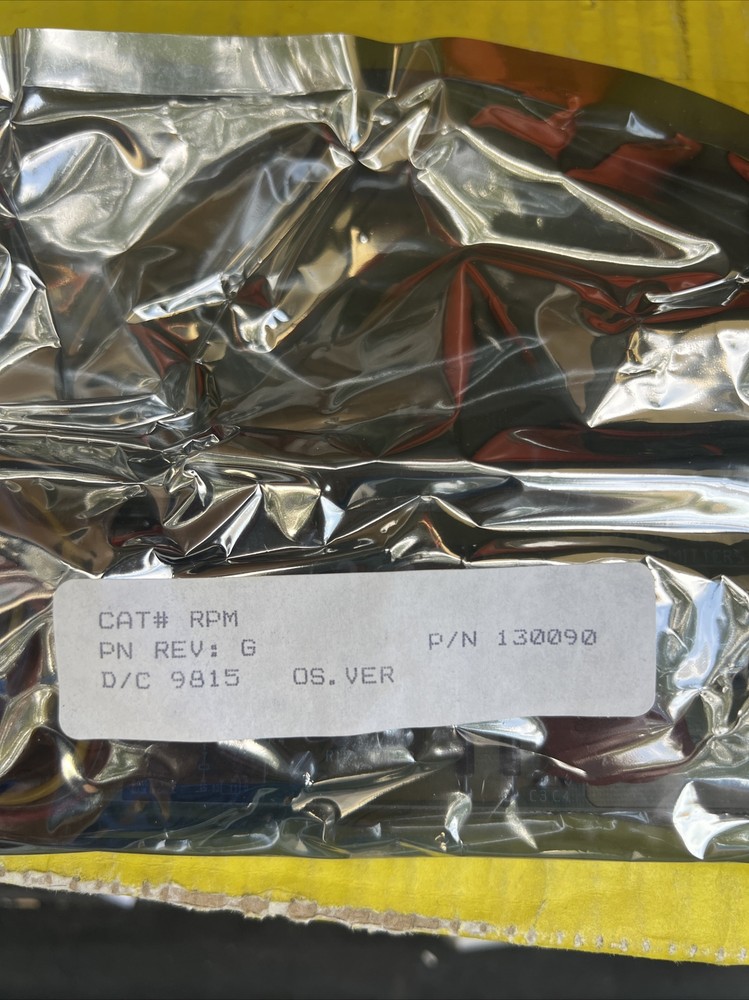 CAT# RPM
PN REV: G P/N 130090
D/C 9815 OS.VER